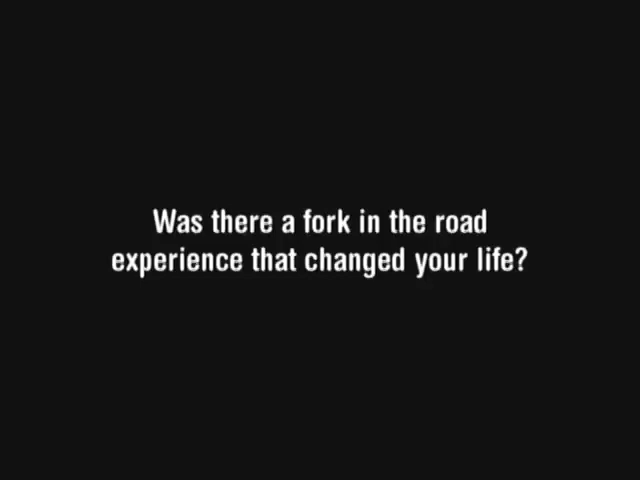 Was there a fork in the road
experience that changed your life?